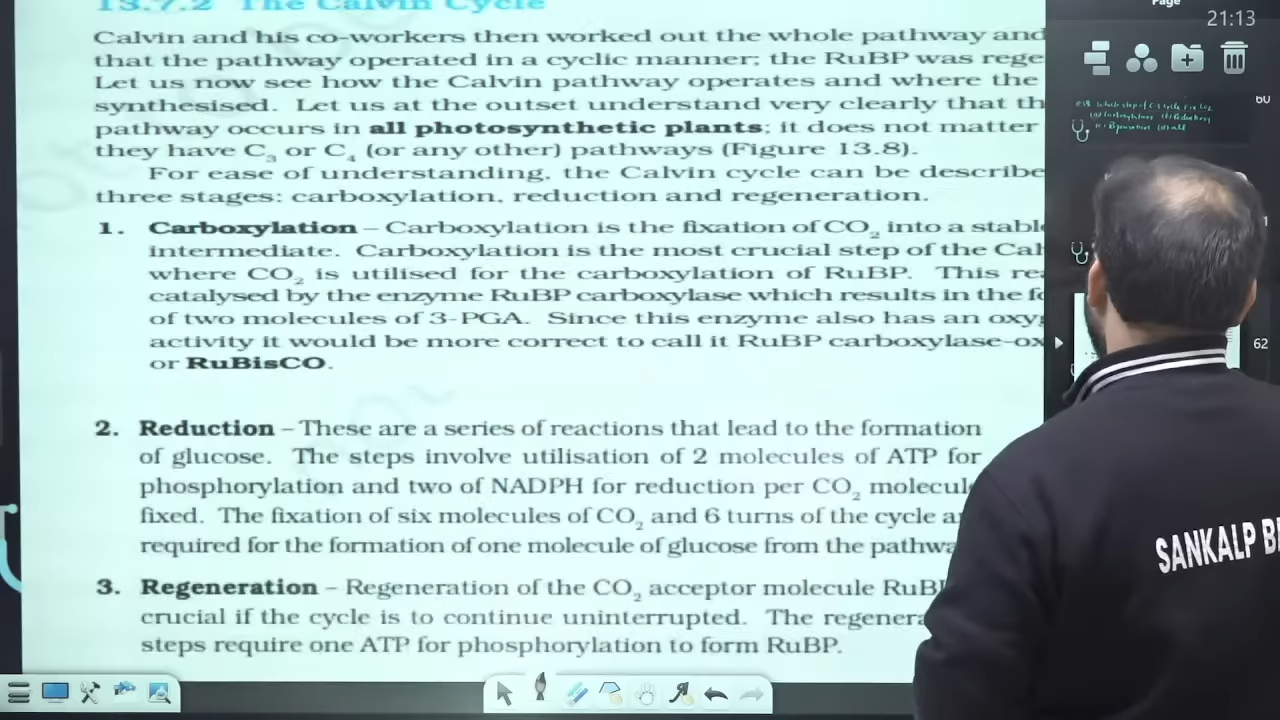 13.7.2 The Calvin Cycle
Calvin and his co-workers then worked out the whole pathway and
that the pathway operated in a cyclic manner; the RuBP was rege
Let us now see how the Calvin pathway operates and where the
synthesised. Let us at the outset understand very clearly that th
pathway occurs in all photosynthetic plants; it does not matter
they have C3 or C4 (or any other) pathways (Figure 13.8).
For ease of understanding, the Calvin cycle can be describe
three stages: carboxylation, reduction and regeneration.
1. Carboxylation – Carboxylation is the fixation of CO2 into a stabl
intermediate. Carboxylation is the most crucial step of the Cal
where CO2 is utilised for the carboxylation of RuBP. This rea
catalysed by the enzyme RuBP carboxylase which results in the fo
of two molecules of 3-PGA. Since this enzyme also has an oxyg
activity it would be more correct to call it RuBP carboxylase-ox
or RuBisCO.
2. Reduction – These are a series of reactions that lead to the formation
of glucose. The steps involve utilisation of 2 molecules of ATP for
phosphorylation and two of NADPH for reduction per CO2 molecul
fixed. The fixation of six molecules of CO2 and 6 turns of the cycle a
required for the formation of one molecule of glucose from the pathwa
3. Regeneration – Regeneration of the CO2 acceptor molecule RuB
crucial if the cycle is to continue uninterrupted. The regenera
steps require one ATP for phosphorylation to form RuBP.
Page
21:13
60
62
SANKALP B